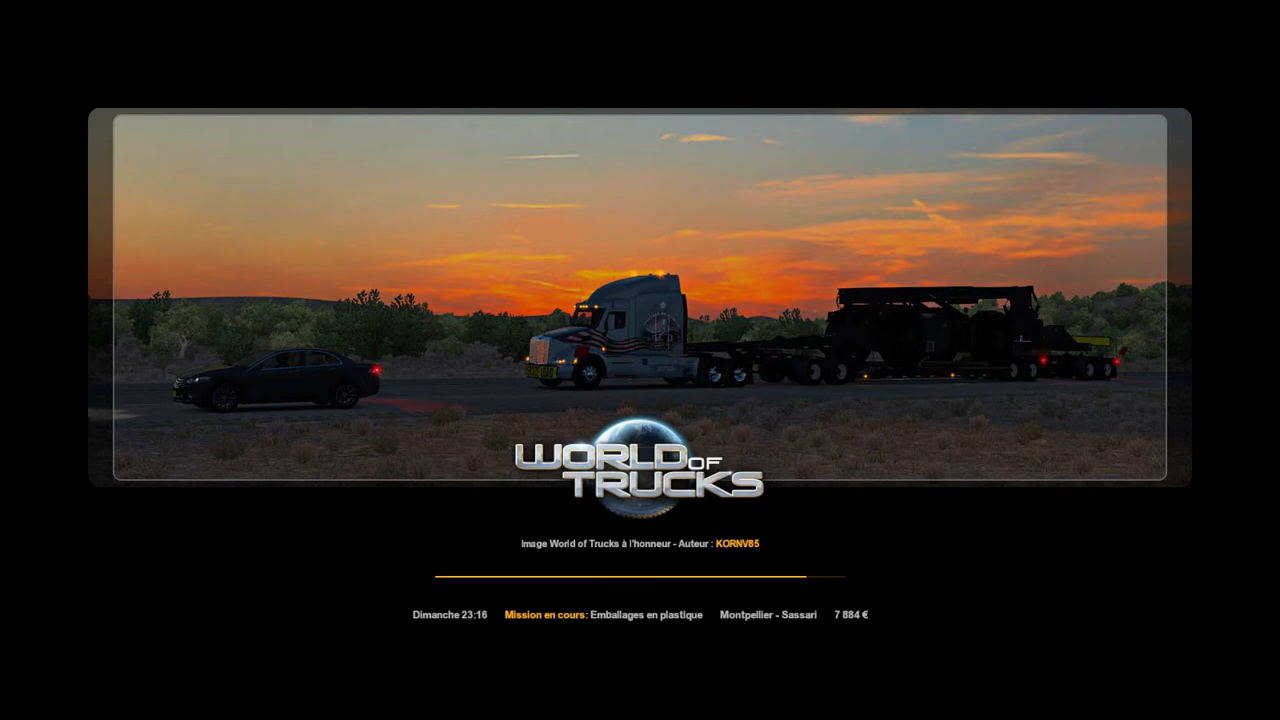 WORLD OF
TRUCKS
Image World of Trucks à l'honneur - Auteur : KORNV85
Dimanche 23:16 Mission en cours: Emballages en plastique Montpellier - Sassari 7 884 €